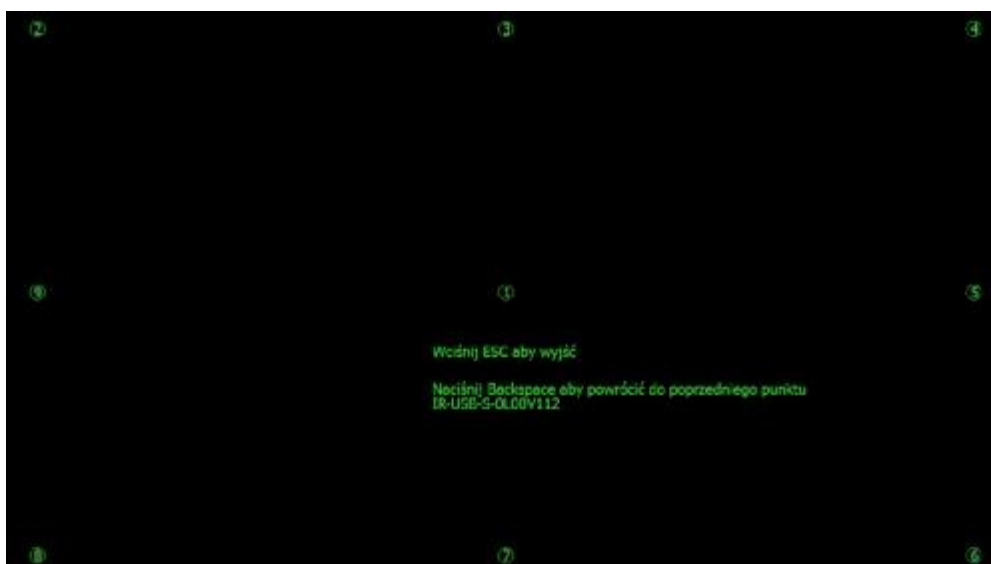 ② ③ ④
⑨ ① ⑤
Wciśnij ESC aby wyjść
Naciśnij Backspace aby powrócić do poprzedniego punktu
IR-USB-S-0L00V112
⑧ ⑦ ⑥